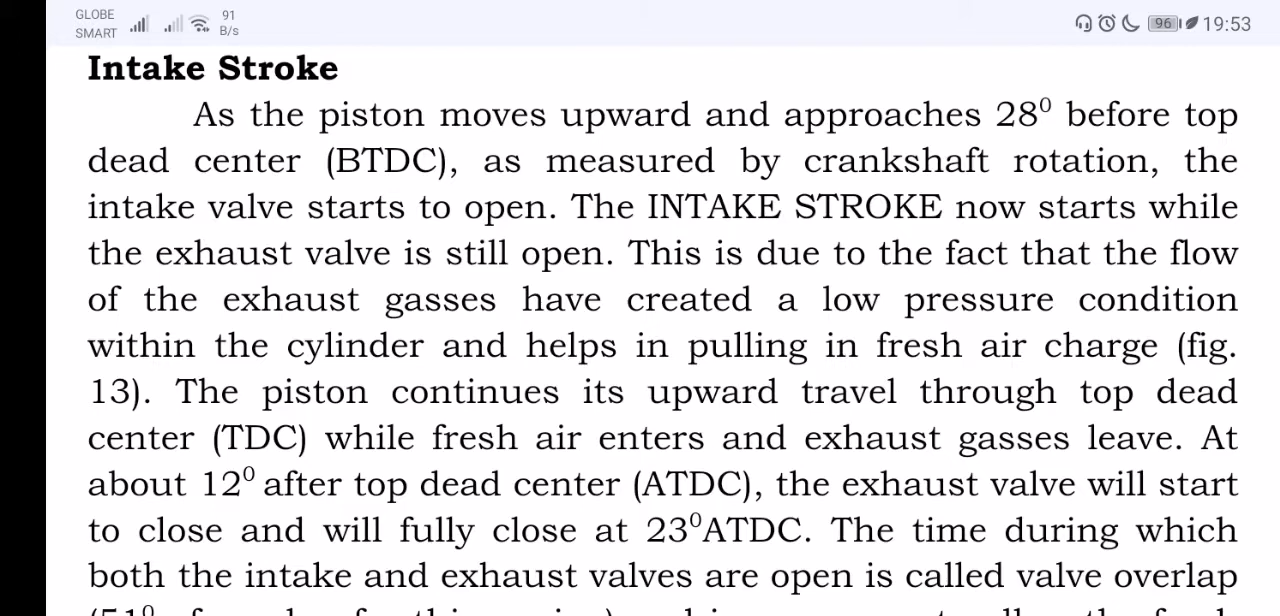 GLOBE
SMART
91
B/s
96
19:53
Intake Stroke
As the piston moves upward and approaches 28⁰ before top
dead center (BTDC), as measured by crankshaft rotation, the
intake valve starts to open. The INTAKE STROKE now starts while
the exhaust valve is still open. This is due to the fact that the flow
of the exhaust gasses have created a low pressure condition
within the cylinder and helps in pulling in fresh air charge (fig.
13). The piston continues its upward travel through top dead
center (TDC) while fresh air enters and exhaust gasses leave. At
about 12⁰ after top dead center (ATDC), the exhaust valve will start
to close and will fully close at 23⁰ATDC. The time during which
both the intake and exhaust valves are open is called valve overlap